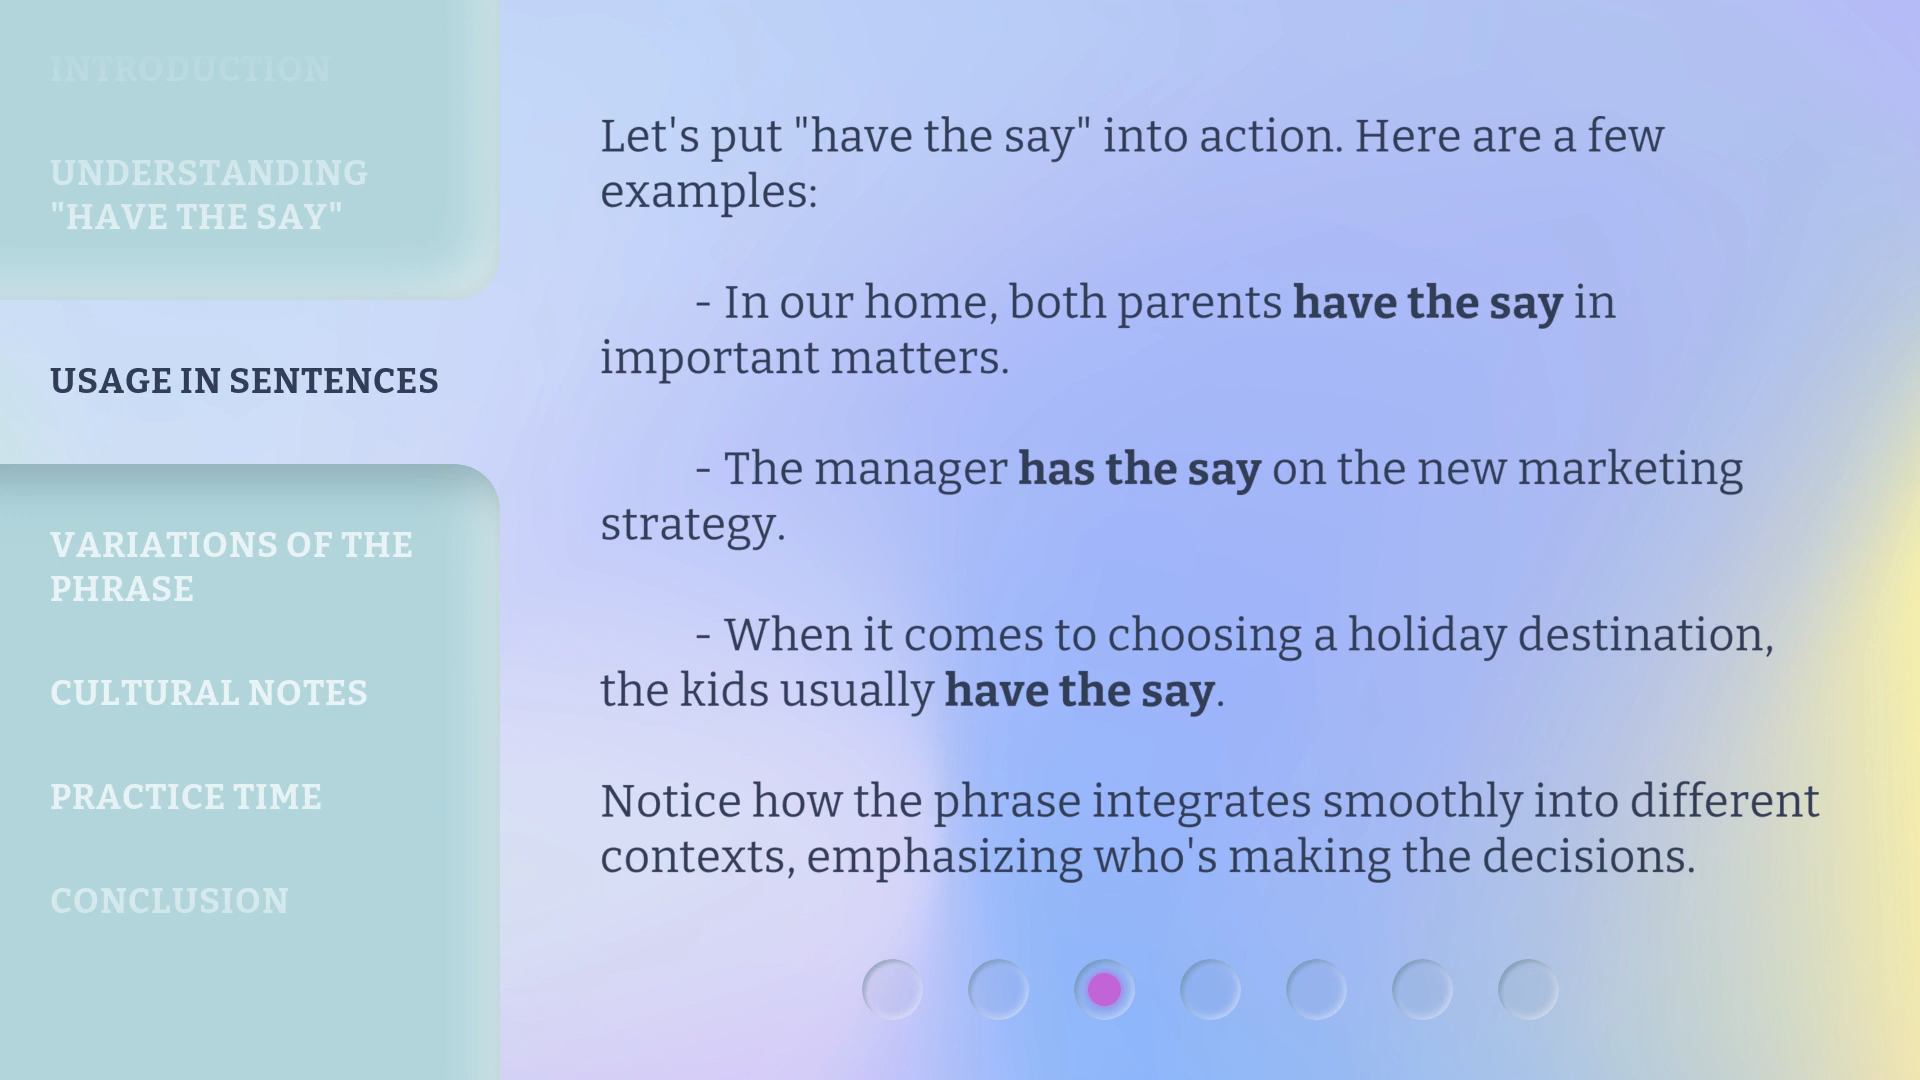 INTRODUCTION
UNDERSTANDING
"HAVE THE SAY"
USAGE IN SENTENCES
VARIATIONS OF THE
PHRASE
CULTURAL NOTES
PRACTICE TIME
CONCLUSION
Let's put "have the say" into action. Here are a few
examples:
- In our home, both parents have the say in
important matters.
- The manager has the say on the new marketing
strategy.
- When it comes to choosing a holiday destination,
the kids usually have the say.
Notice how the phrase integrates smoothly into different
contexts, emphasizing who's making the decisions.